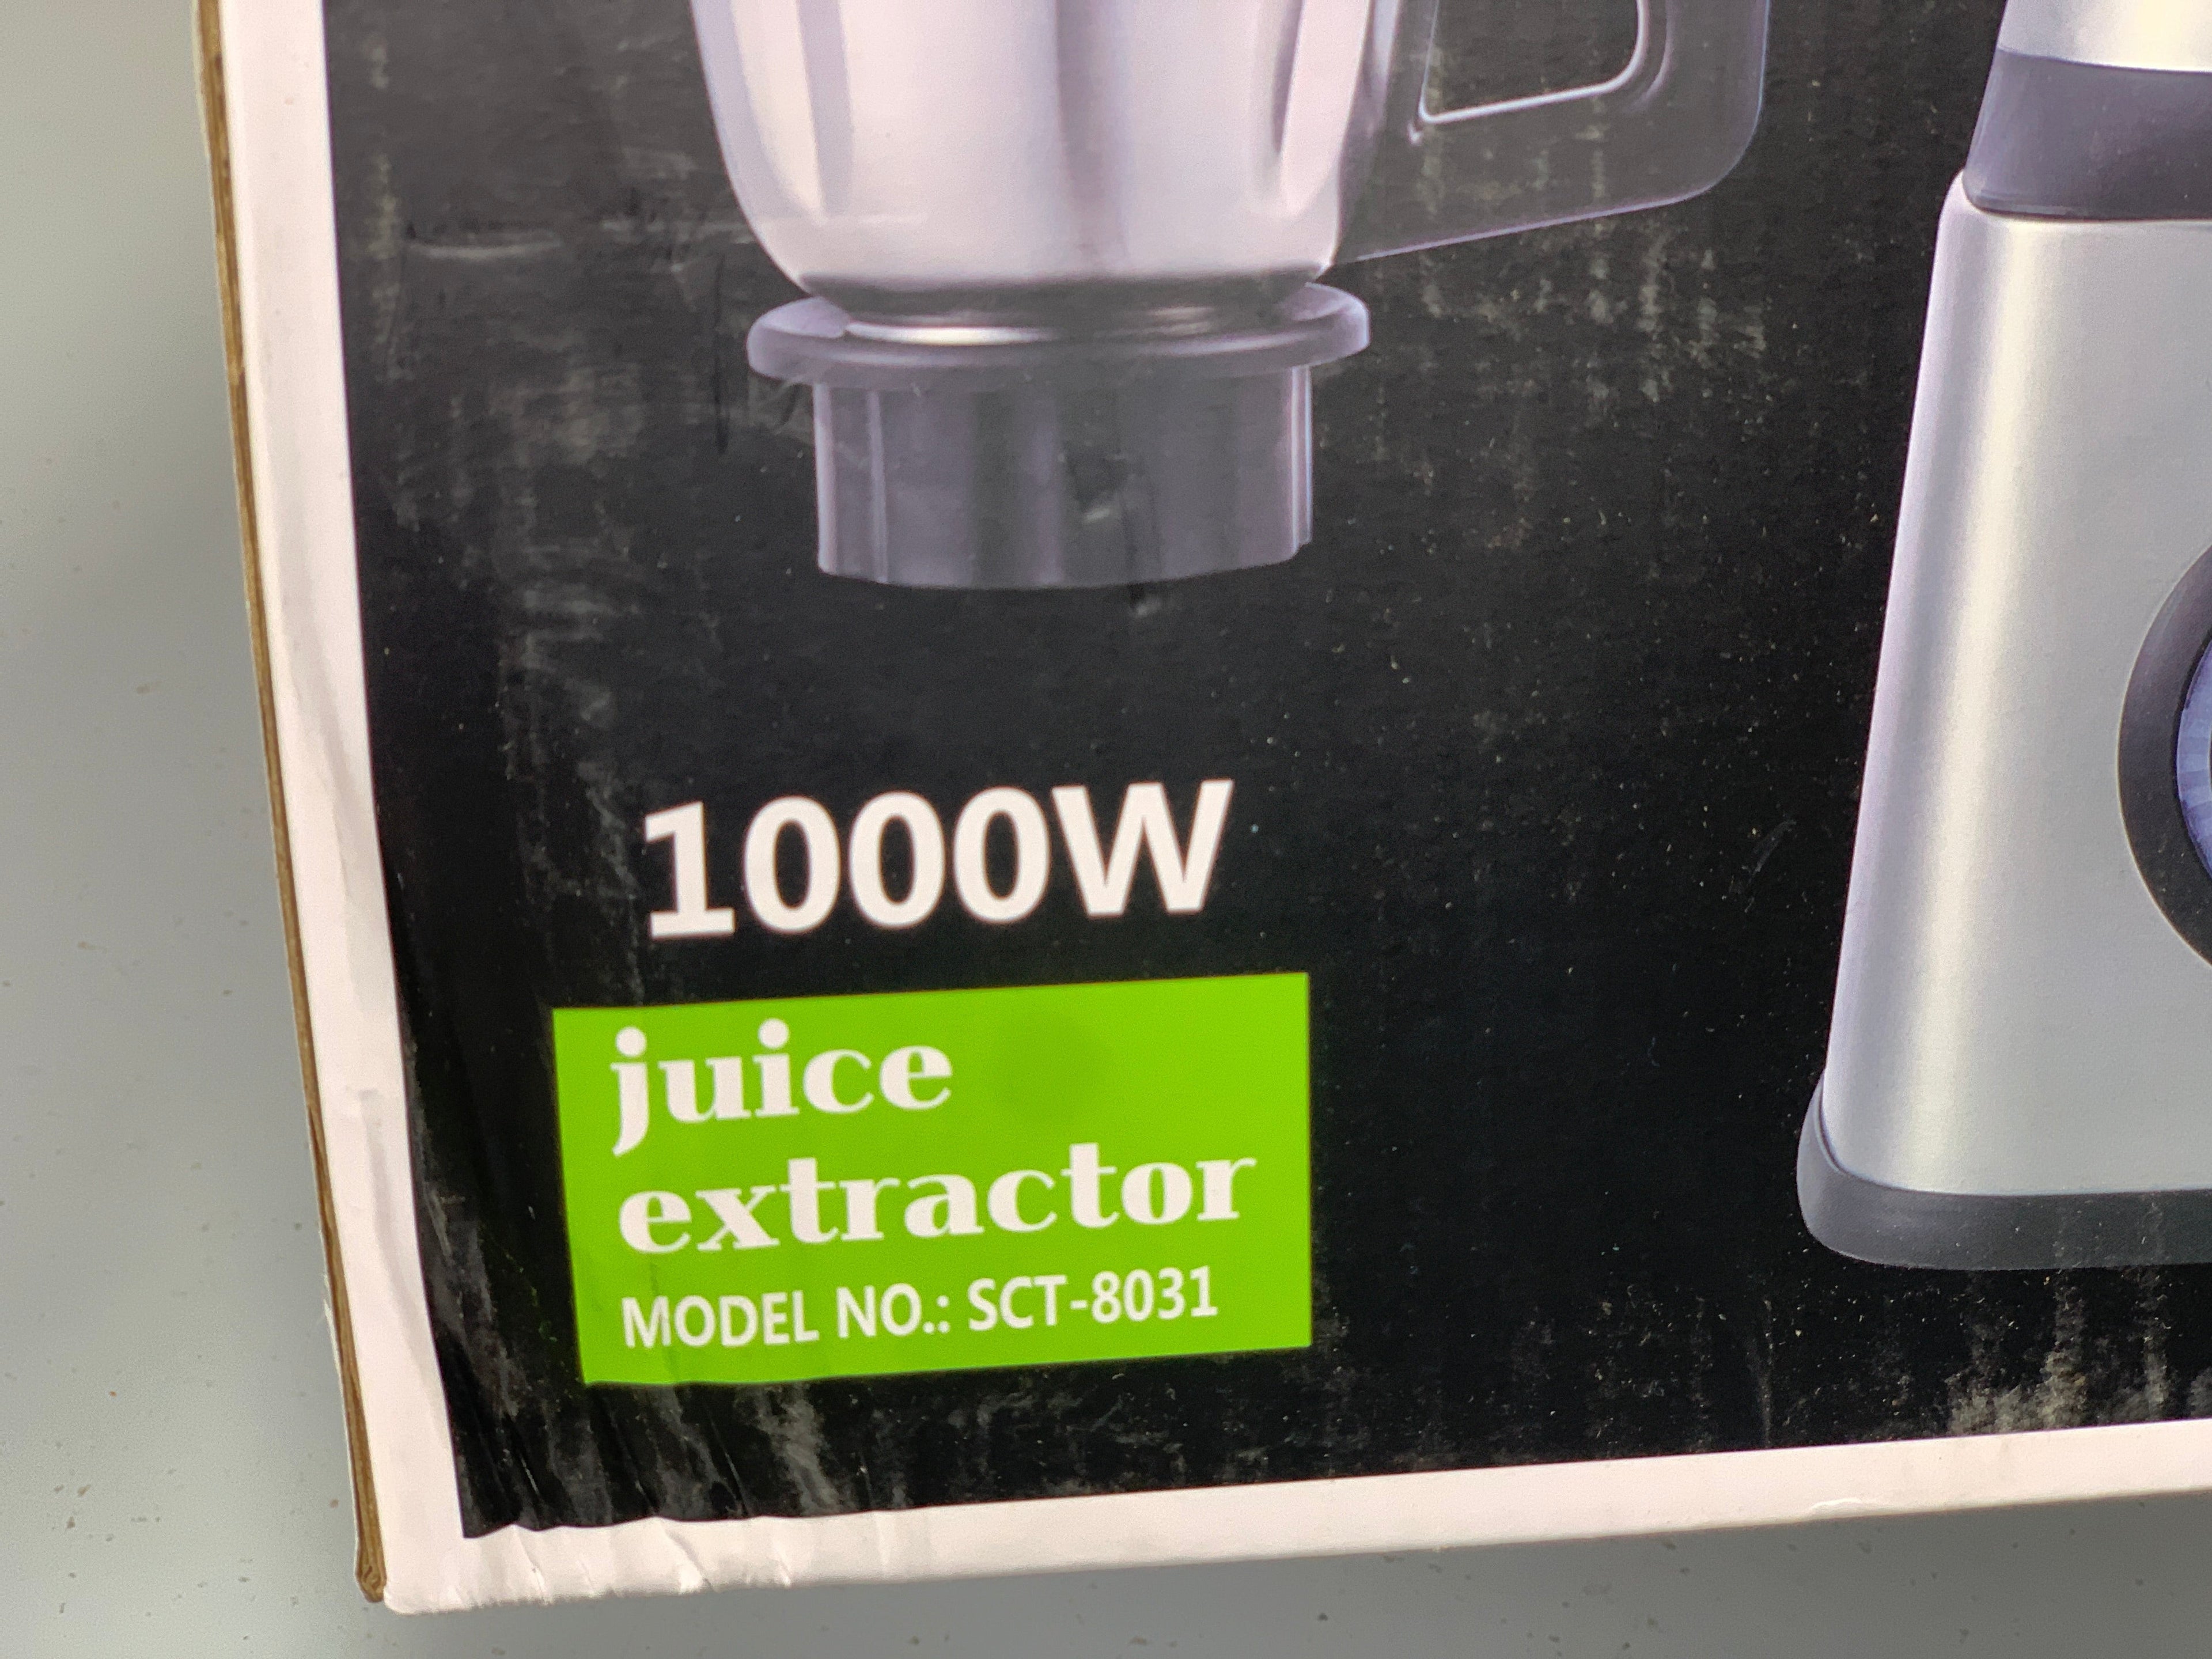 1000W
juice
extractor
MODEL NO.: SCT-8031